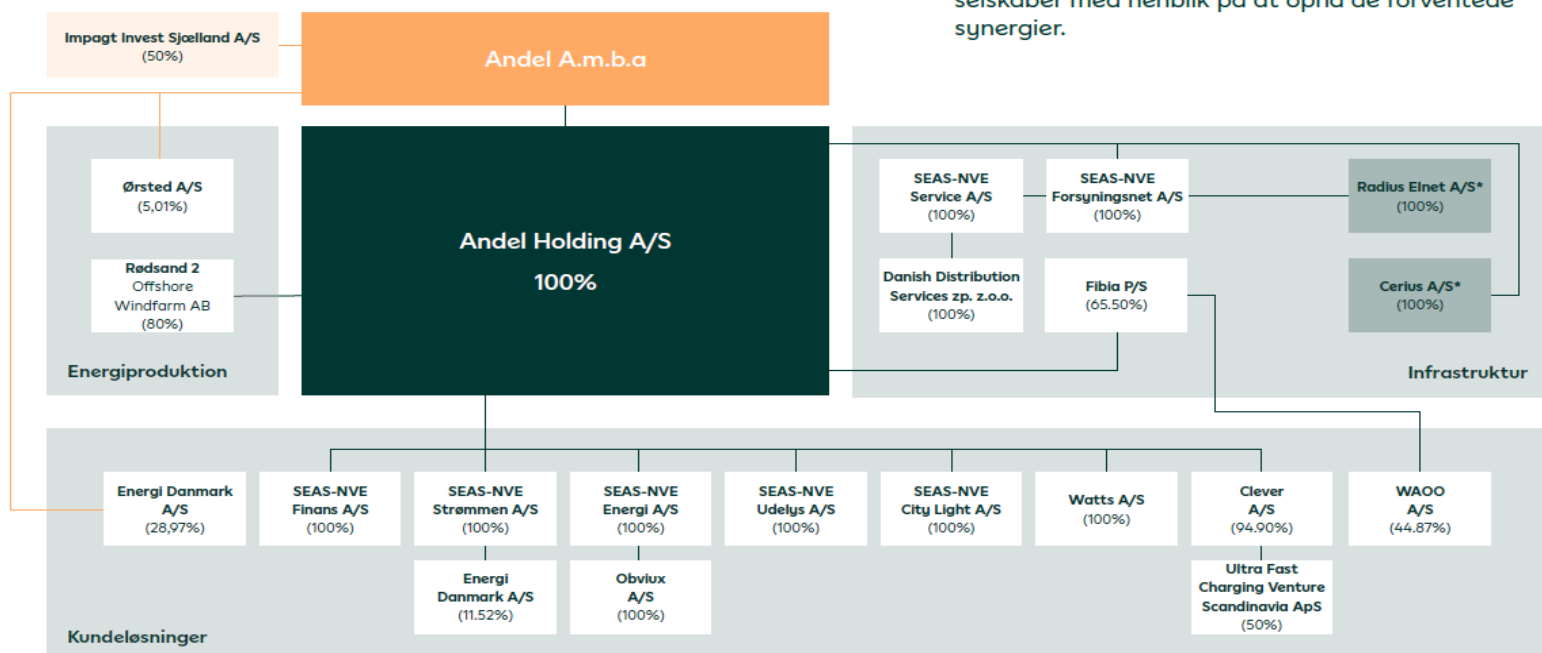 selskaber med henblik på at opnå de forventede
synergier.
Impagt Invest Sjælland A/S
(50%)
Andel A.m.b.a
Ørsted A/S
(5,01%)
Rødsand 2
Offshore
Windfarm AB
(80%)
Energiproduktion
Andel Holding A/S
100%
SEAS-NVE
Service A/S
(100%)
SEAS-NVE
Forsyningsnet A/S
(100%)
Radius Elnet A/S*
(100%)
Danish Distribution
Services zp. z.o.o.
(100%)
Fibia P/S
(65.50%)
Cerius A/S*
(100%)
Infrastruktur
Energi Danmark
A/S
(28,97%)
SEAS-NVE
Finans A/S
(100%)
SEAS-NVE
Strømmen A/S
(100%)
SEAS-NVE
Energi A/S
(100%)
SEAS-NVE
Udelys A/S
(100%)
SEAS-NVE
City Light A/S
(100%)
Watts A/S
(100%)
Clever
A/S
(94.90%)
WAOO
A/S
(44.87%)
Energi
Danmark A/S
(11.52%)
Obviux
A/S
(100%)
Ultra Fast
Charging Venture
Scandinavia ApS
(50%)
Kundeløsninger